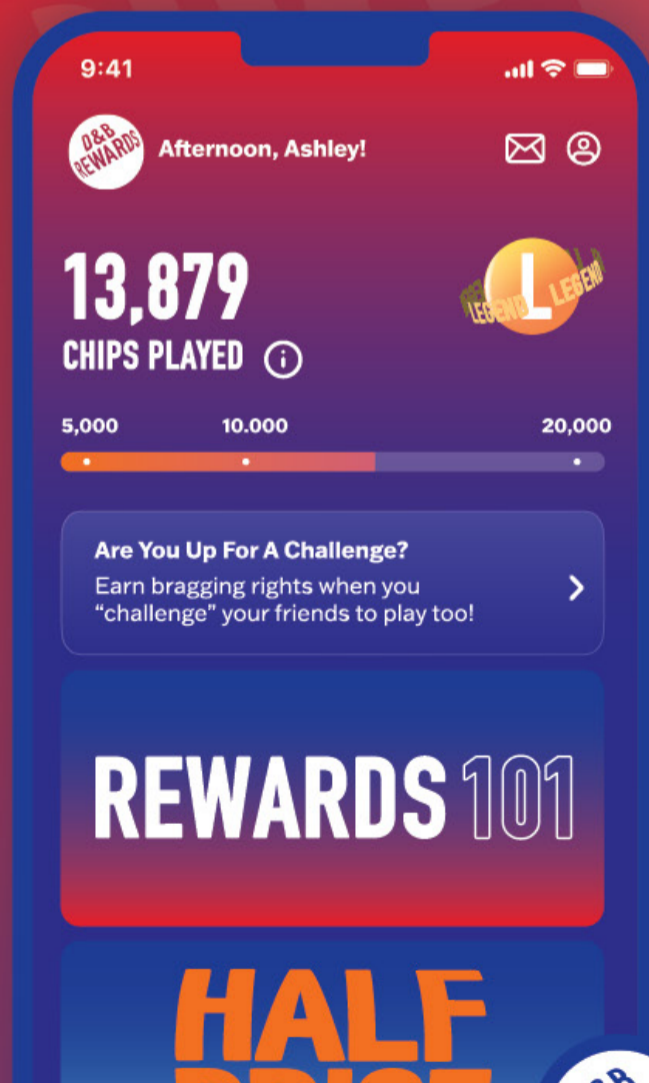 9:41
D&B
REWARDS
Afternoon, Ashley!
13,879
CHIPS PLAYED
L
LEGEND LEGEND
5,000 10.000 20,000
Are You Up For A Challenge?
Earn bragging rights when you
“challenge” your friends to play too!
REWARDS 101
HALF
PRICE